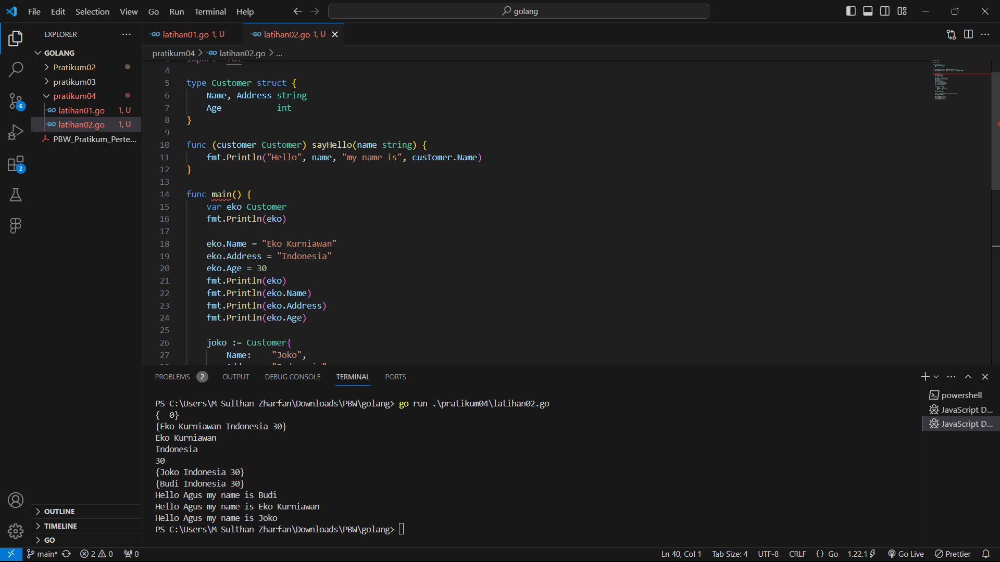 File Edit Selection View Go Run Terminal Help
golang
EXPLORER
GOLANG
Pratikum02
pratikum03
pratikum04
latihan01.go 1, U
latihan02.go 1, U
PBW_Pratikum_Perte...
OUTLINE
TIMELINE
GO
6
2
latihan01.go 1, U
latihan02.go 1, U
pratikum04 > latihan02.go > ...
3 import "fmt"
4
5 type Customer struct {
6 Name, Address string
7 Age int
8 }
9
10 func (customer Customer) sayHello(name string) {
11 fmt.Println("Hello", name, "my name is", customer.Name)
12 }
13
14 func main() {
15 var eko Customer
16 fmt.Println(eko)
17
18 eko.Name = "Eko Kurniawan"
19 eko.Address = "Indonesia"
20 eko.Age = 30
21 fmt.Println(eko)
22 fmt.Println(eko.Name)
23 fmt.Println(eko.Address)
24 fmt.Println(eko.Age)
25
26 joko := Customer{
27 Name: "Joko",
PROBLEMS 2 OUTPUT DEBUG CONSOLE TERMINAL PORTS
PS C:\Users\M Sulthan Zharfan\Downloads\PBW\golang> go run .\pratikum04\latihan02.go
{  0}
{Eko Kurniawan Indonesia 30}
Eko Kurniawan
Indonesia
30
{Joko Indonesia 30}
{Budi Indonesia 30}
Hello Agus my name is Budi
Hello Agus my name is Eko Kurniawan
Hello Agus my name is Joko
PS C:\Users\M Sulthan Zharfan\Downloads\PBW\golang>
powershell
JavaScript D...
JavaScript D...
main* 2 0 0
Ln 40, Col 1 Tab Size: 4 UTF-8 CRLF {} Go 1.22.1 Go Live Prettier